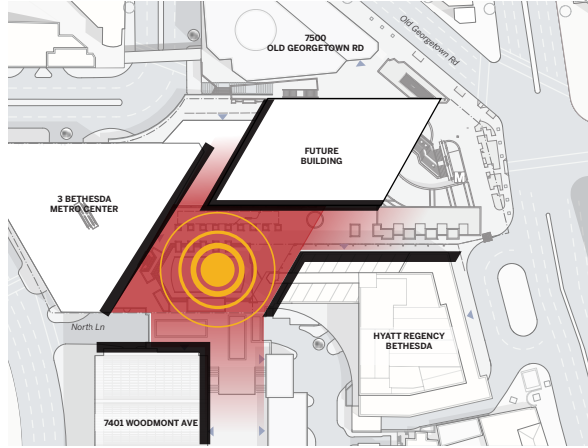 7500
OLD GEORGETOWN RD
Old Georgetown Rd
FUTURE
BUILDING
M
3 BETHESDA
METRO CENTER
North Ln
HYATT REGENCY
BETHESDA
7401 WOODMONT AVE